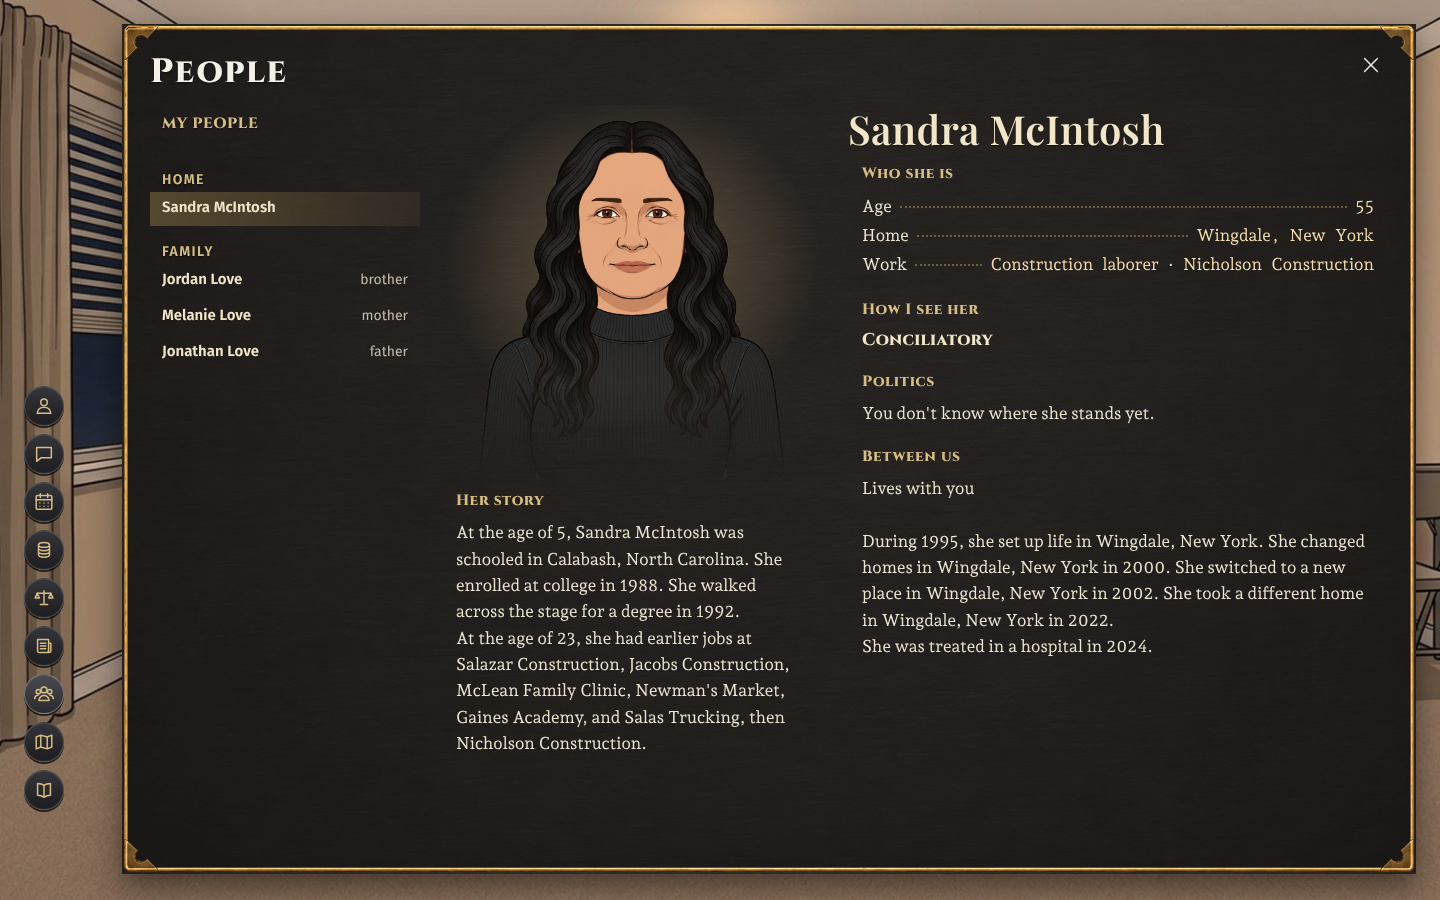 People
My People
HOME
Sandra McIntosh
FAMILY
Jordan Love brother
Melanie Love mother
Jonathan Love father
Her story
At the age of 5, Sandra McIntosh was
schooled in Calabash, North Carolina. She
enrolled at college in 1988. She walked
across the stage for a degree in 1992.
At the age of 23, she had earlier jobs at
Salazar Construction, Jacobs Construction,
McLean Family Clinic, Newman's Market,
Gaines Academy, and Salas Trucking, then
Nicholson Construction.
Sandra McIntosh
Who she is
Age 55
Home Wingdale, New York
Work Construction laborer · Nicholson Construction
How I see her
Conciliatory
Politics
You don't know where she stands yet.
Between us
Lives with you
During 1995, she set up life in Wingdale, New York. She changed
homes in Wingdale, New York in 2000. She switched to a new
place in Wingdale, New York in 2002. She took a different home
in Wingdale, New York in 2022.
She was treated in a hospital in 2024.